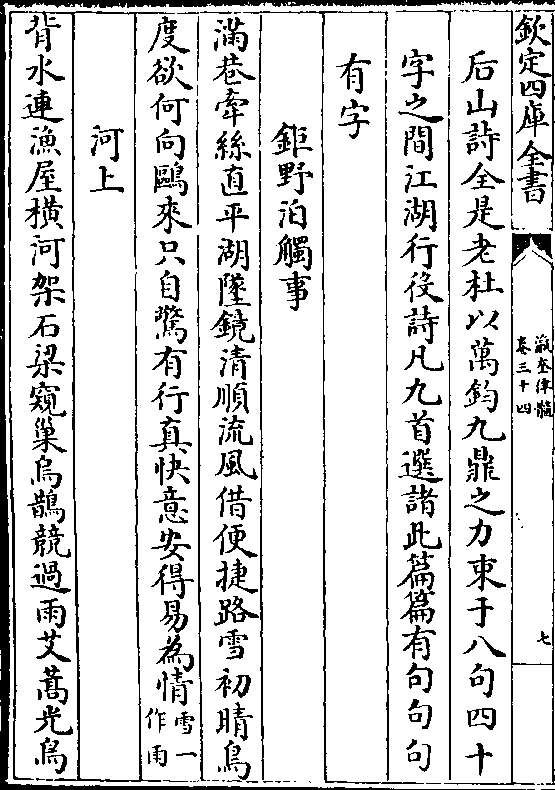 欽定四庫全書
瀛奎律髓
卷三十四
七
后山詩全是老杜以萬鈞九鼎之力束于八句四十
字之間江湖行役詩凡九首選諸此篇篇有句句句
有字
鉅野泊觸事
滿巷牽絲直平湖墜鏡清順流風借便捷路雪初晴鳥
度欲何向鷗來只自驚有行真快意安得易為情雪一
作雨
河上
背水連漁屋橫河架石梁窺巢烏鵲競過雨艾蒿光鳥